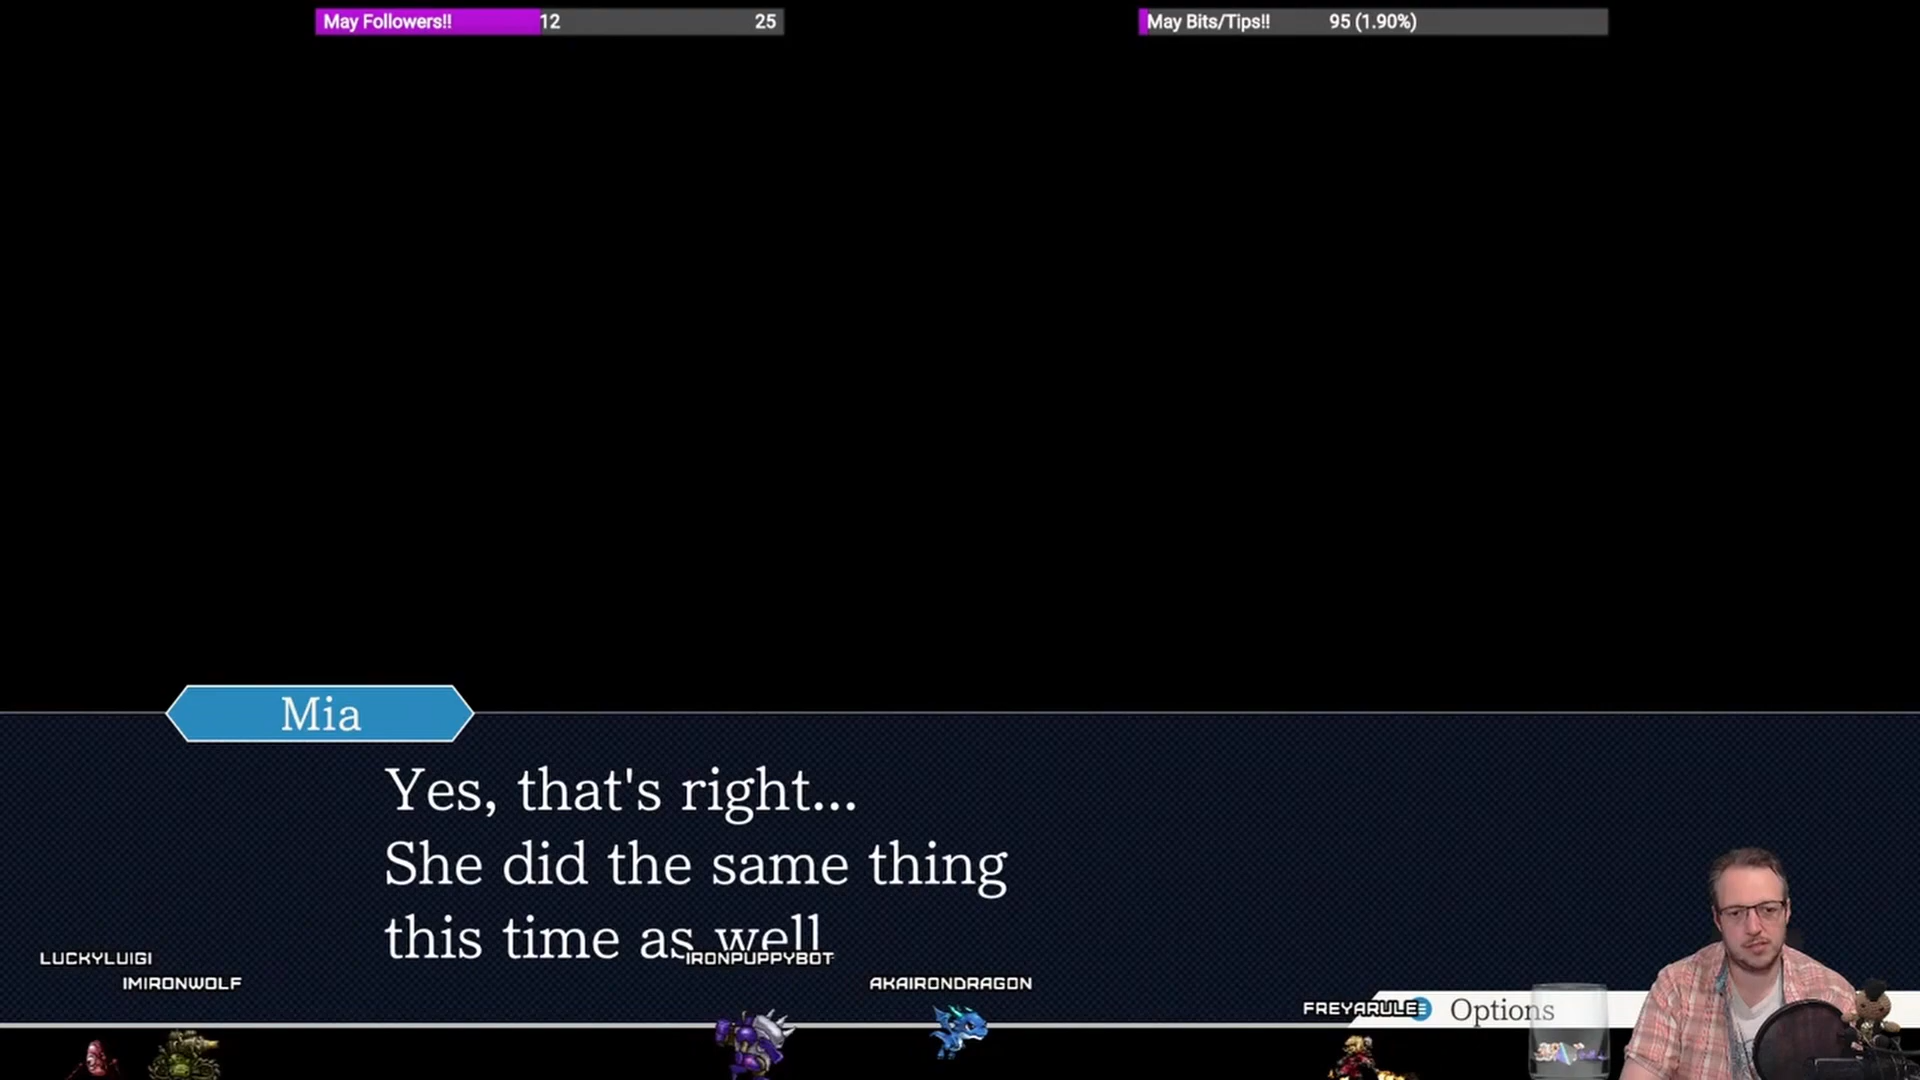 May Followers!! 12 25
May Bits/Tips!! 95 (1.90%)
Mia
Yes, that's right...
She did the same thing
this time as well
LUCKYLUIGI
IMIRONWOLF
IRONPUPPYBOT
AKAIRONDRAGON
FREYARULE
Options